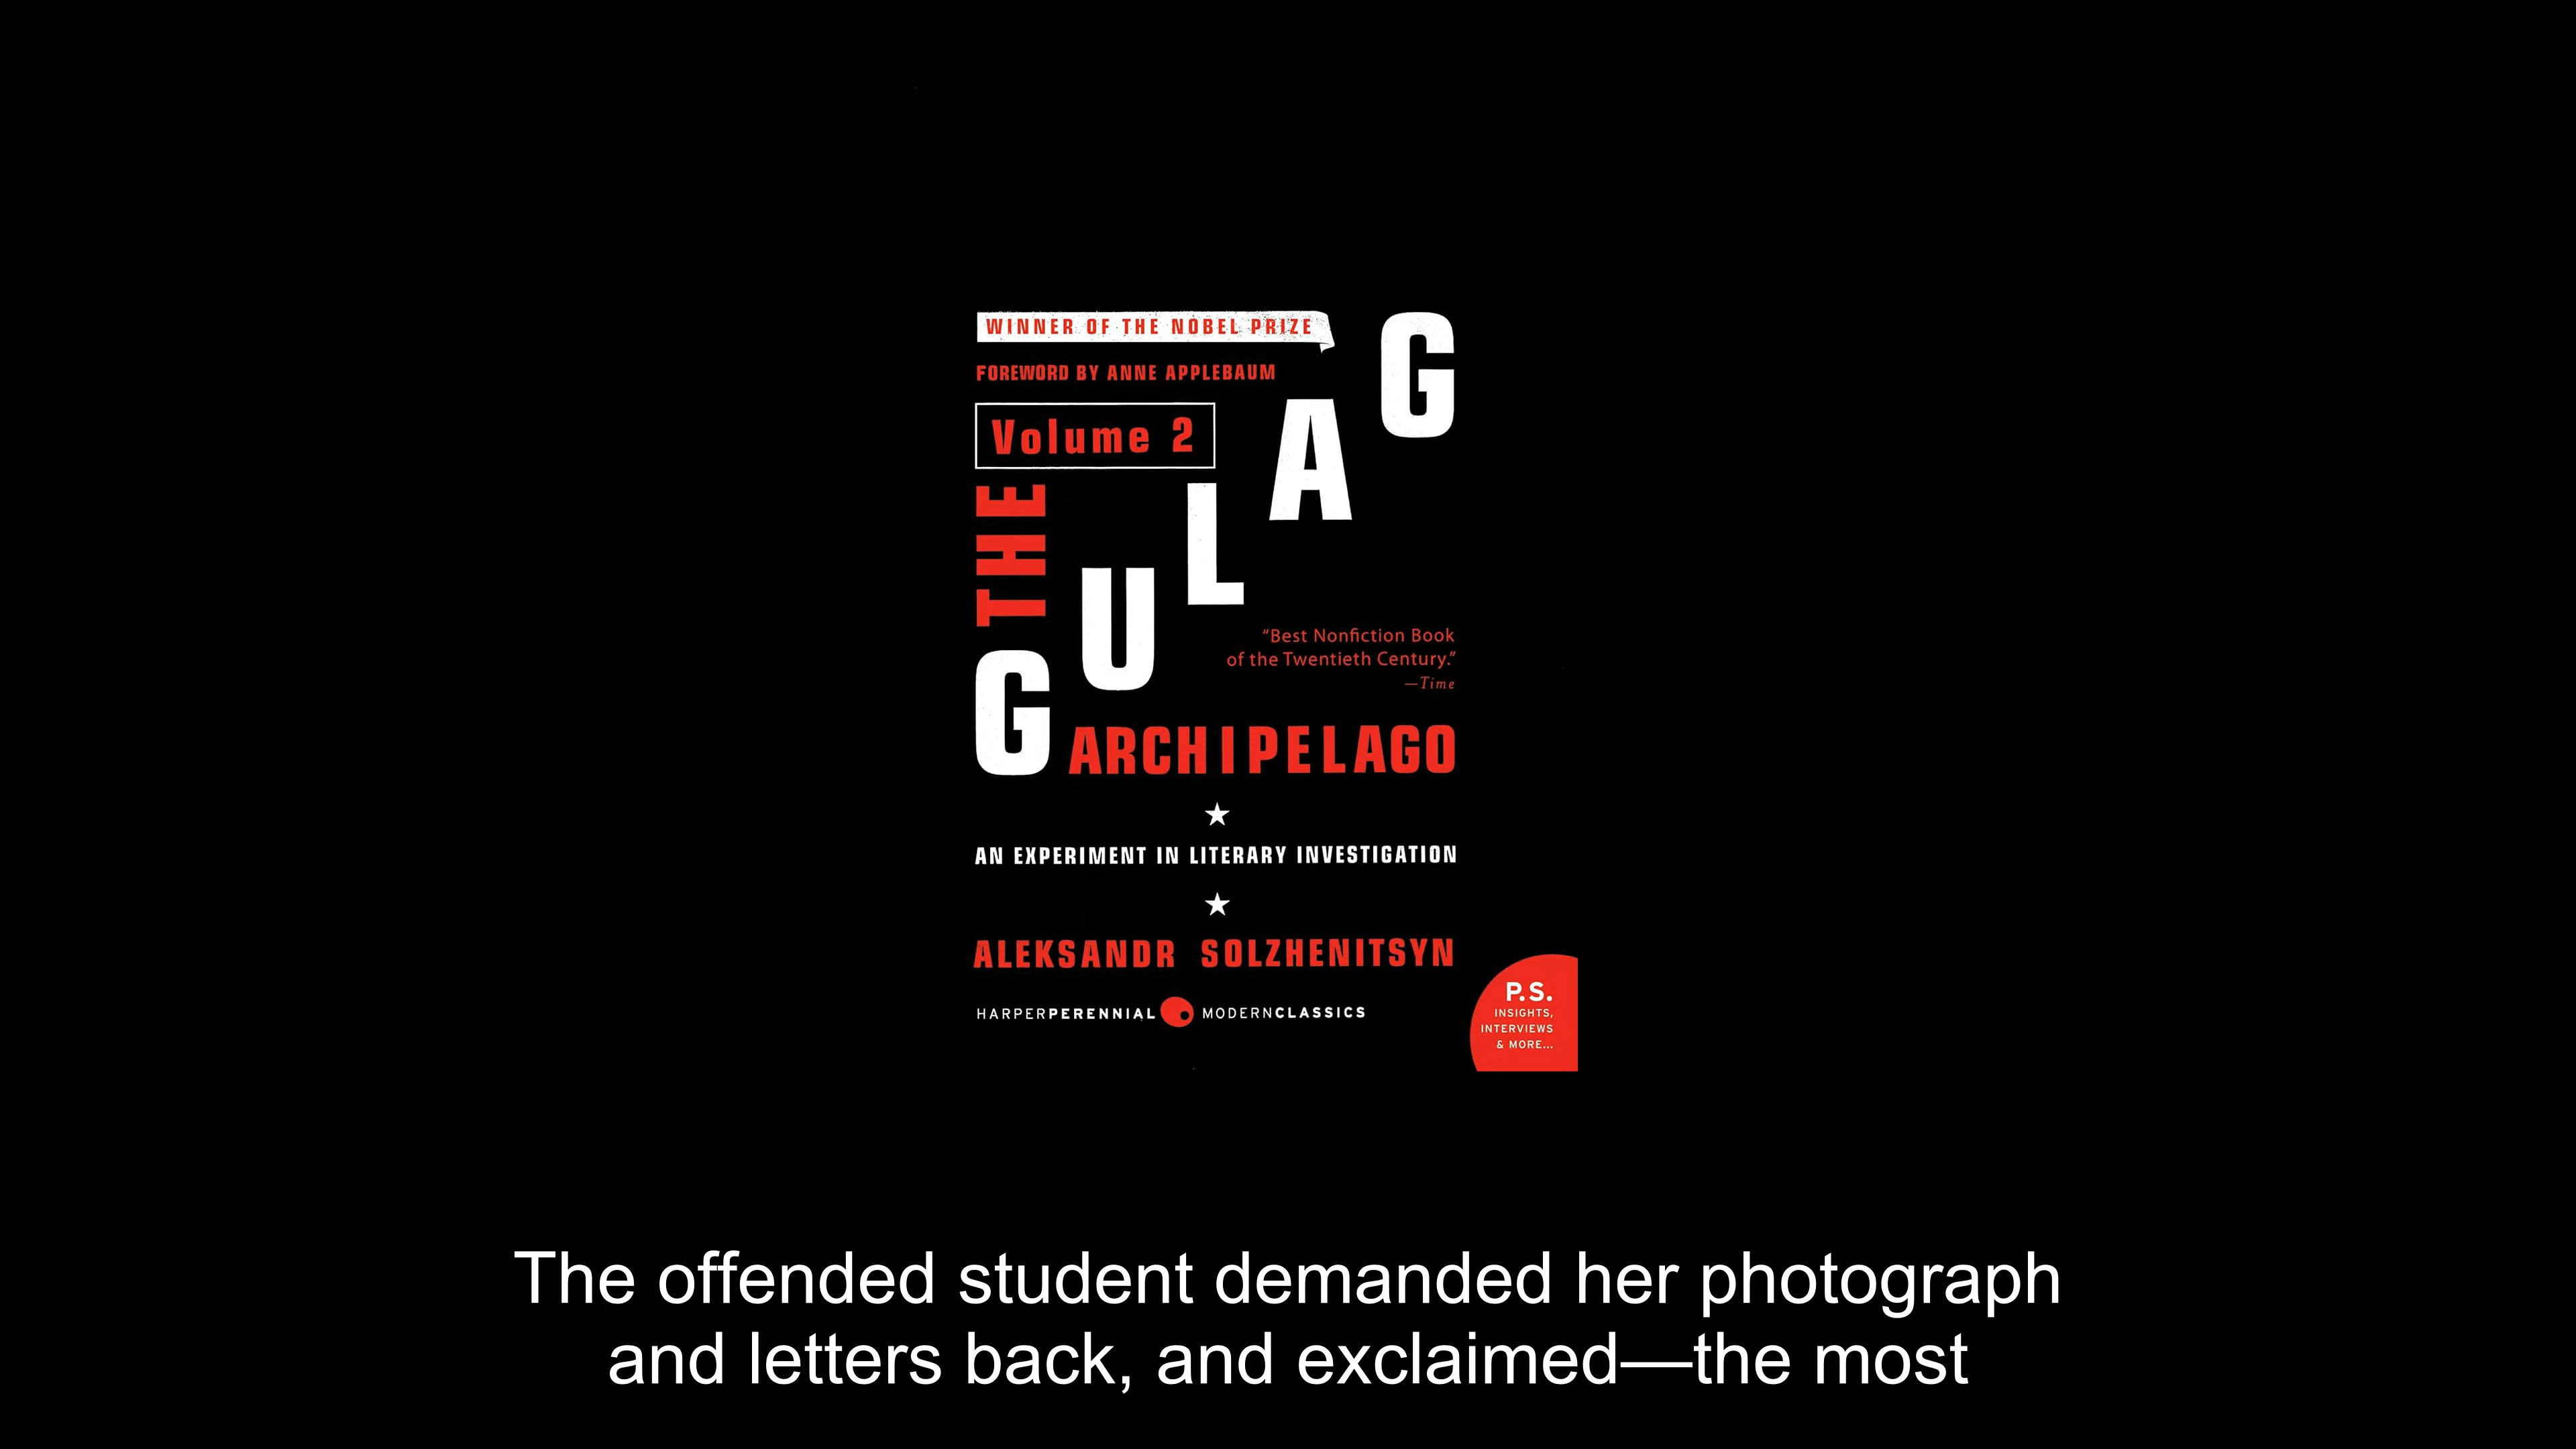 WINNER OF THE NOBEL PRIZE
FOREWORD BY ANNE APPLEBAUM
Volume 2
THE
GULAG
ARCHIPELAGO
“Best Nonfiction Book
of the Twentieth Century.”
—Time
AN EXPERIMENT IN LITERARY INVESTIGATION
ALEKSANDR SOLZHENITSYN
HARPERPERENNIAL MODERNCLASSICS
P.S.
INSIGHTS,
INTERVIEWS
& MORE...
The offended student demanded her photograph
and letters back, and exclaimed—the most